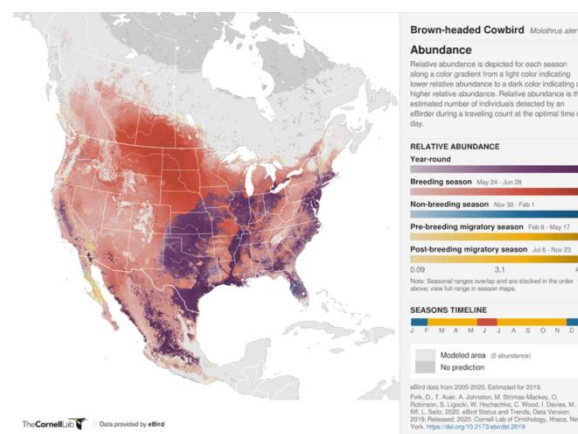 Brown-headed Cowbird Molothrus ater
Abundance
Relative abundance is depicted for each season
along a color gradient from a light color indicating
lower relative abundance to a dark color indicating a
higher relative abundance. Relative abundance is the
estimated number of individuals detected by an
eBirder during a traveling count at the optimal time of
day.
RELATIVE ABUNDANCE
Year-round
Breeding season May 24 - Jun 28
Non-breeding season Nov 30 - Feb 1
Pre-breeding migratory season Feb 8 - May 17
Post-breeding migratory season Jul 6 - Nov 23
0.09 3.1 4
Note: Seasonal ranges overlap and are stacked in the order
above; view full range in season maps.
SEASONS TIMELINE
J F M A M J J A S O N D
Modeled area (0 abundance)
No prediction
eBird data from 2005-2020. Estimated for 2019.
Fink, D., T. Auer, A. Johnston, M. Strimas-Mackey, O.
Robinson, S. Ligocki, W. Hochachka, C. Wood, I. Davies, M.
Iliff, L. Seitz. 2020. eBird Status and Trends, Data Version:
2019; Released: 2020. Cornell Lab of Ornithology, Ithaca, New
York. https://doi.org/10.2173/ebirdst.2019
TheCornellLab Data provided by eBird